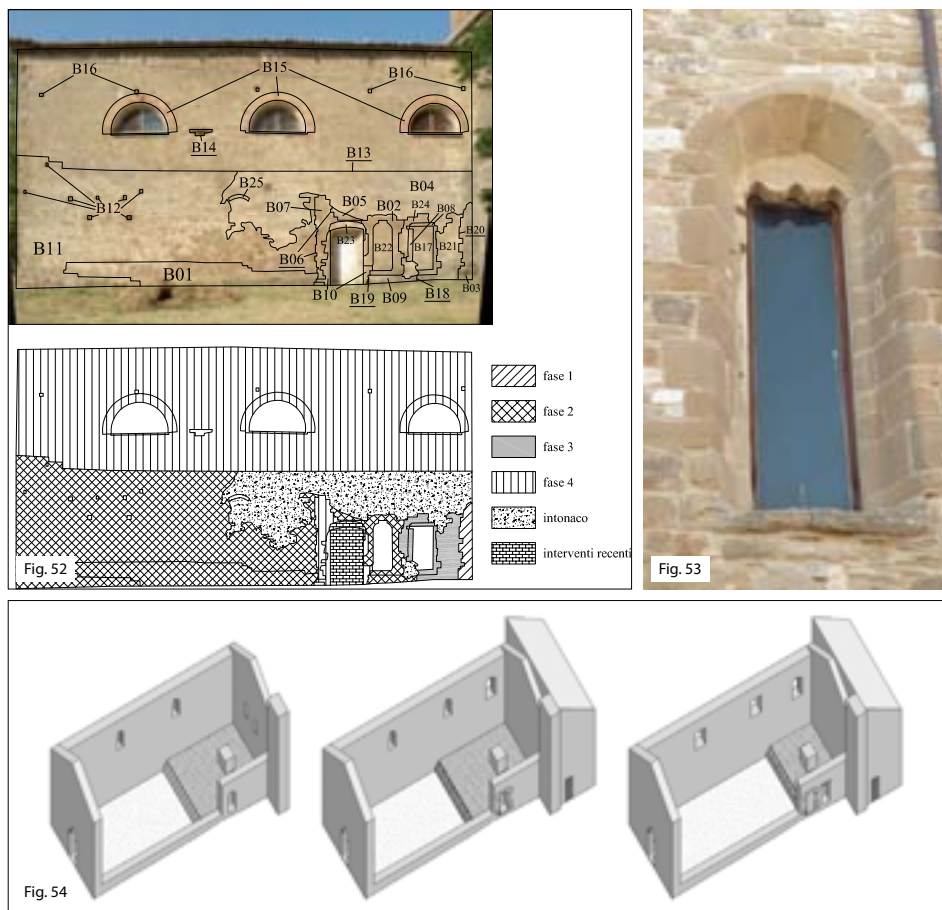 B16
B15
B16
B14
B13
B25
B04
B05
B07
B02
B24
B08
B12
B20
B23
B22
B17
B21
B11
B06
B01
B10
B19
B09
B18
B03
fase 1
fase 2
fase 3
fase 4
intonaco
interventi recenti
Fig. 52
Fig. 53
Fig. 54